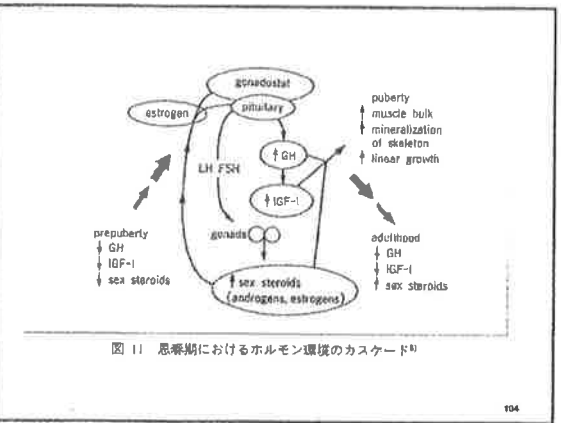 gonadostat
pituitary
estrogen
↑ GH
LH FSH
↑ IGF-I
gonads
↑ sex steroids
(androgens, estrogens)
puberty
↑ muscle bulk
↑ mineralization
of skeleton
↑ linear growth
prepuberty
↓ GH
↓ IGF-I
↓ sex steroids
adulthood
↓ GH
↓ IGF-I
↑ sex steroids
図 11 思春期におけるホルモン環境のカスケード
104